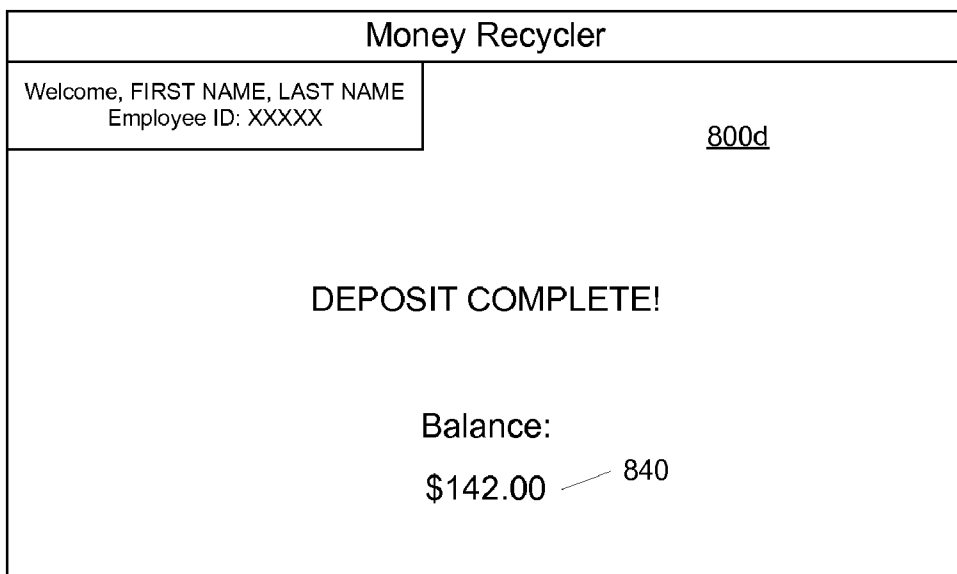 Money Recycler
Welcome, FIRST NAME, LAST NAME
Employee ID: XXXXX
800d
DEPOSIT COMPLETE!
Balance:
$142.00
840